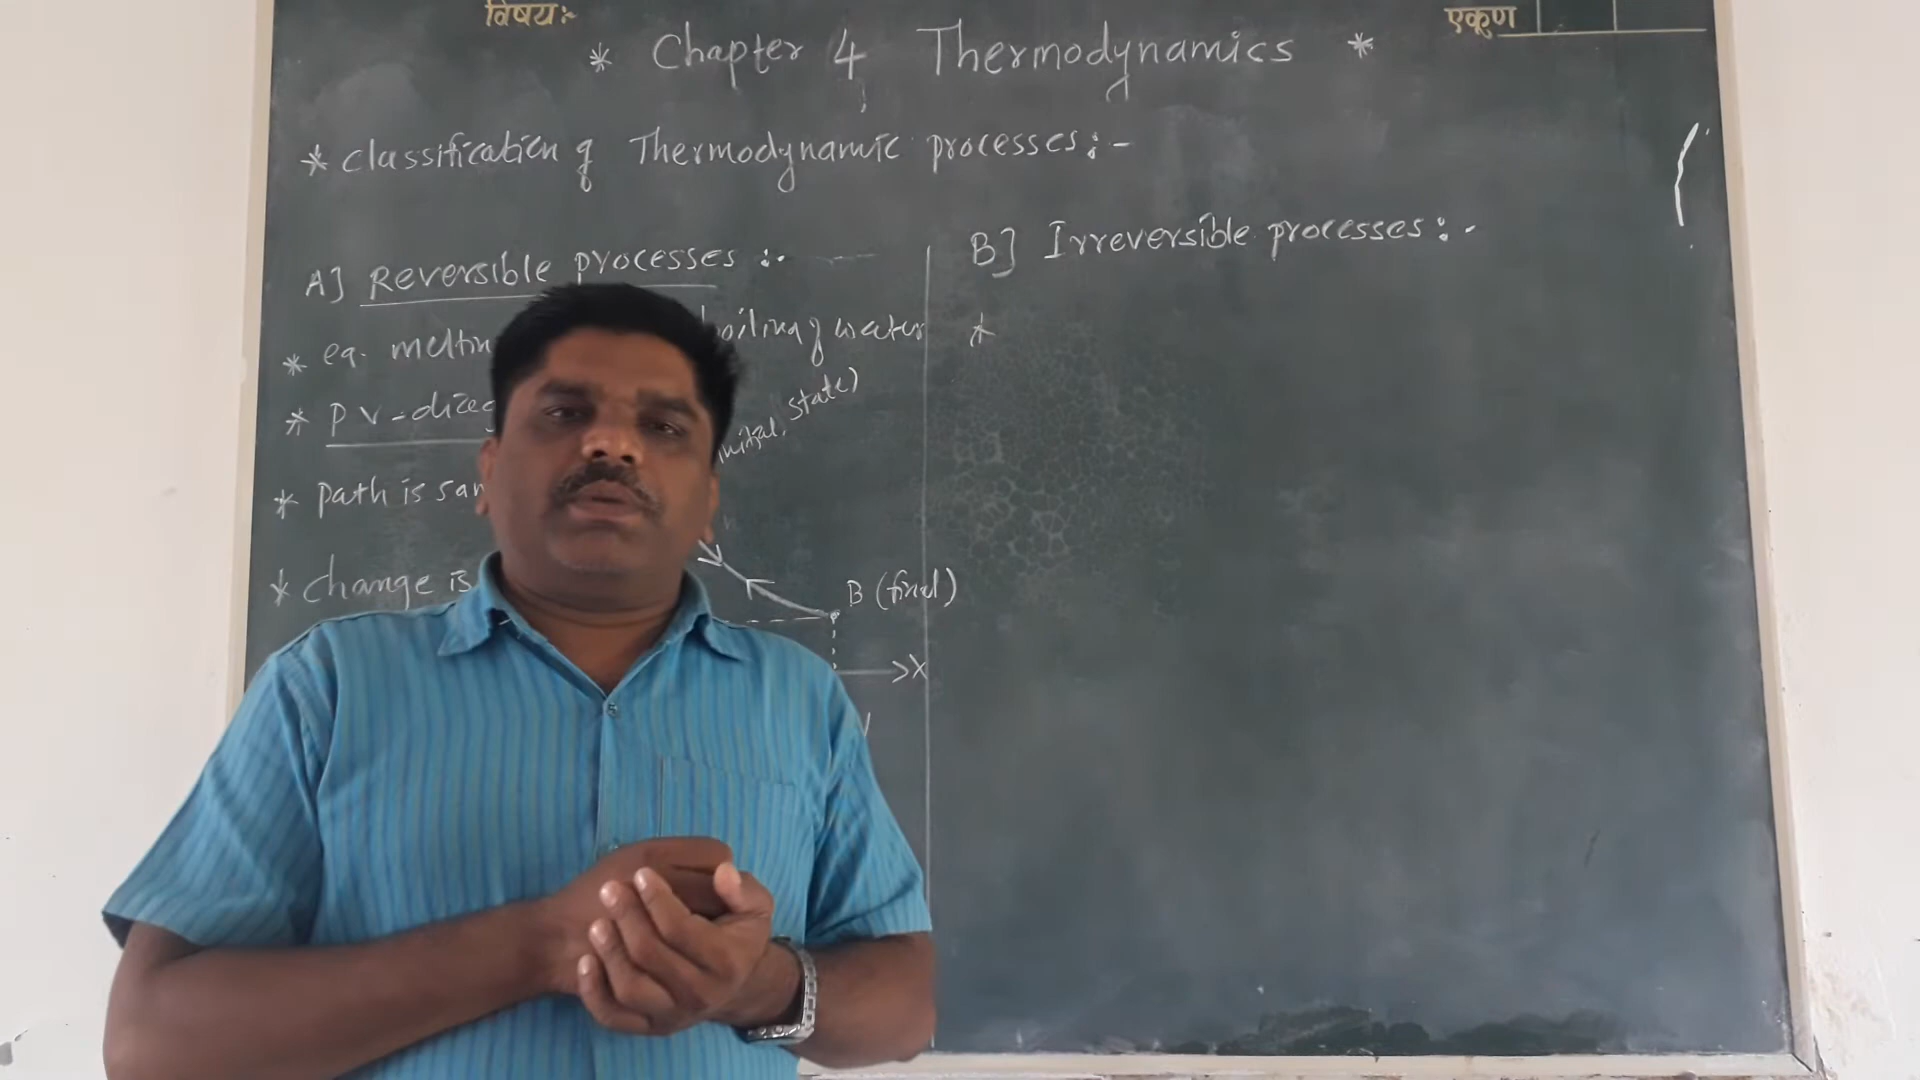 विषय:-
एकूण
* Chapter 4 Thermodynamics *
* classification of Thermodynamic processes:-
A] Reversible processes :-
* eg. meltin boiling of water
* PV-diag
(initial state)
* path is sam
* change is
B (final)
X
B] Irreversible processes :-
*